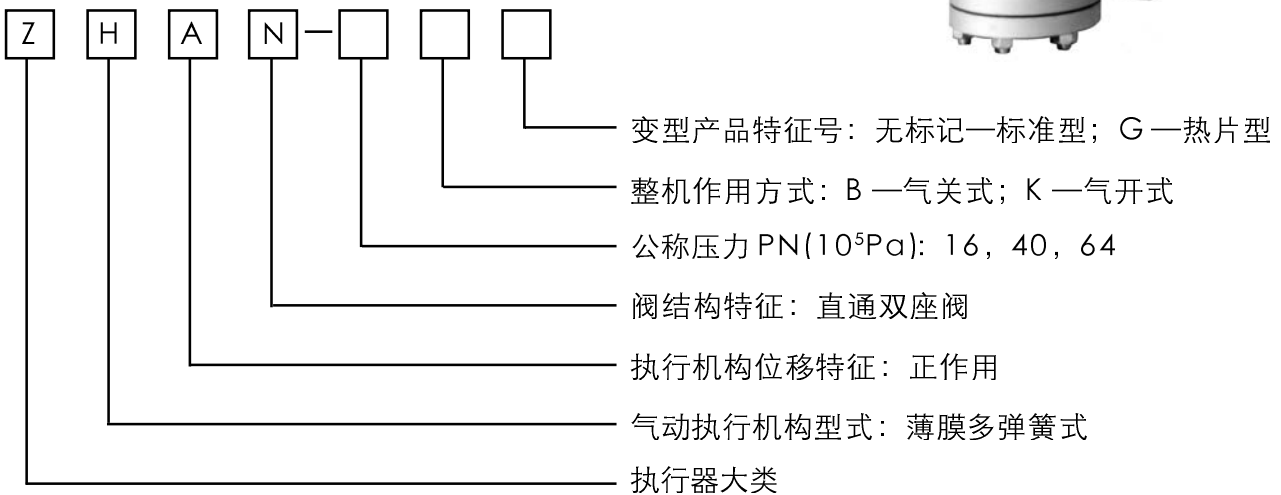 Z H A N—□ □ □
变型产品特征号：无标记—标准型；G—热片型
整机作用方式：B—气关式；K—气开式
公称压力PN(10⁵Pa)：16，40，64
阀结构特征：直通双座阀
执行机构位移特征：正作用
气动执行机构型式：薄膜多弹簧式
执行器大类